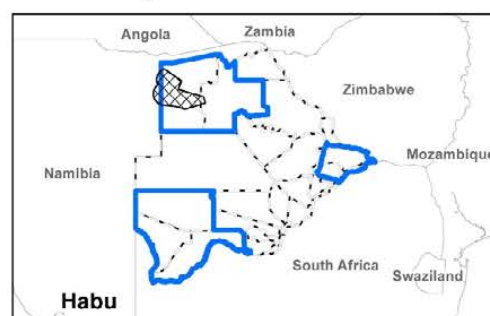 Angola
Zambia
Zimbabwe
Namibia
Mozambique
South Africa
Swaziland
Habu